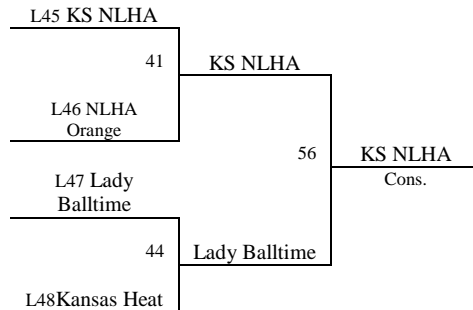 L45 KS NLHA
41
KS NLHA
L46 NLHA
Orange
56
KS NLHA
Cons.
L47 Lady
Balltime
44
Lady Balltime
L48Kansas Heat